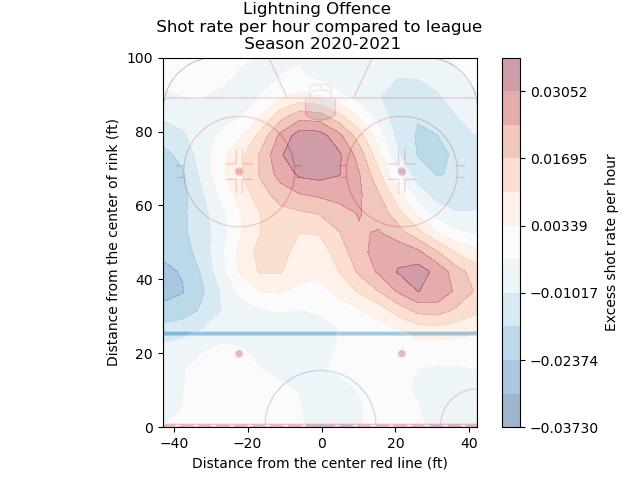 Lightning Offence
Shot rate per hour compared to league
Season 2020-2021
100
80
60
40
20
0
Distance from the center of rink (ft)
−40
−20
0
20
40
Distance from the center red line (ft)
0.03052
0.01695
0.00339
−0.01017
−0.02374
−0.03730
Excess shot rate per hour